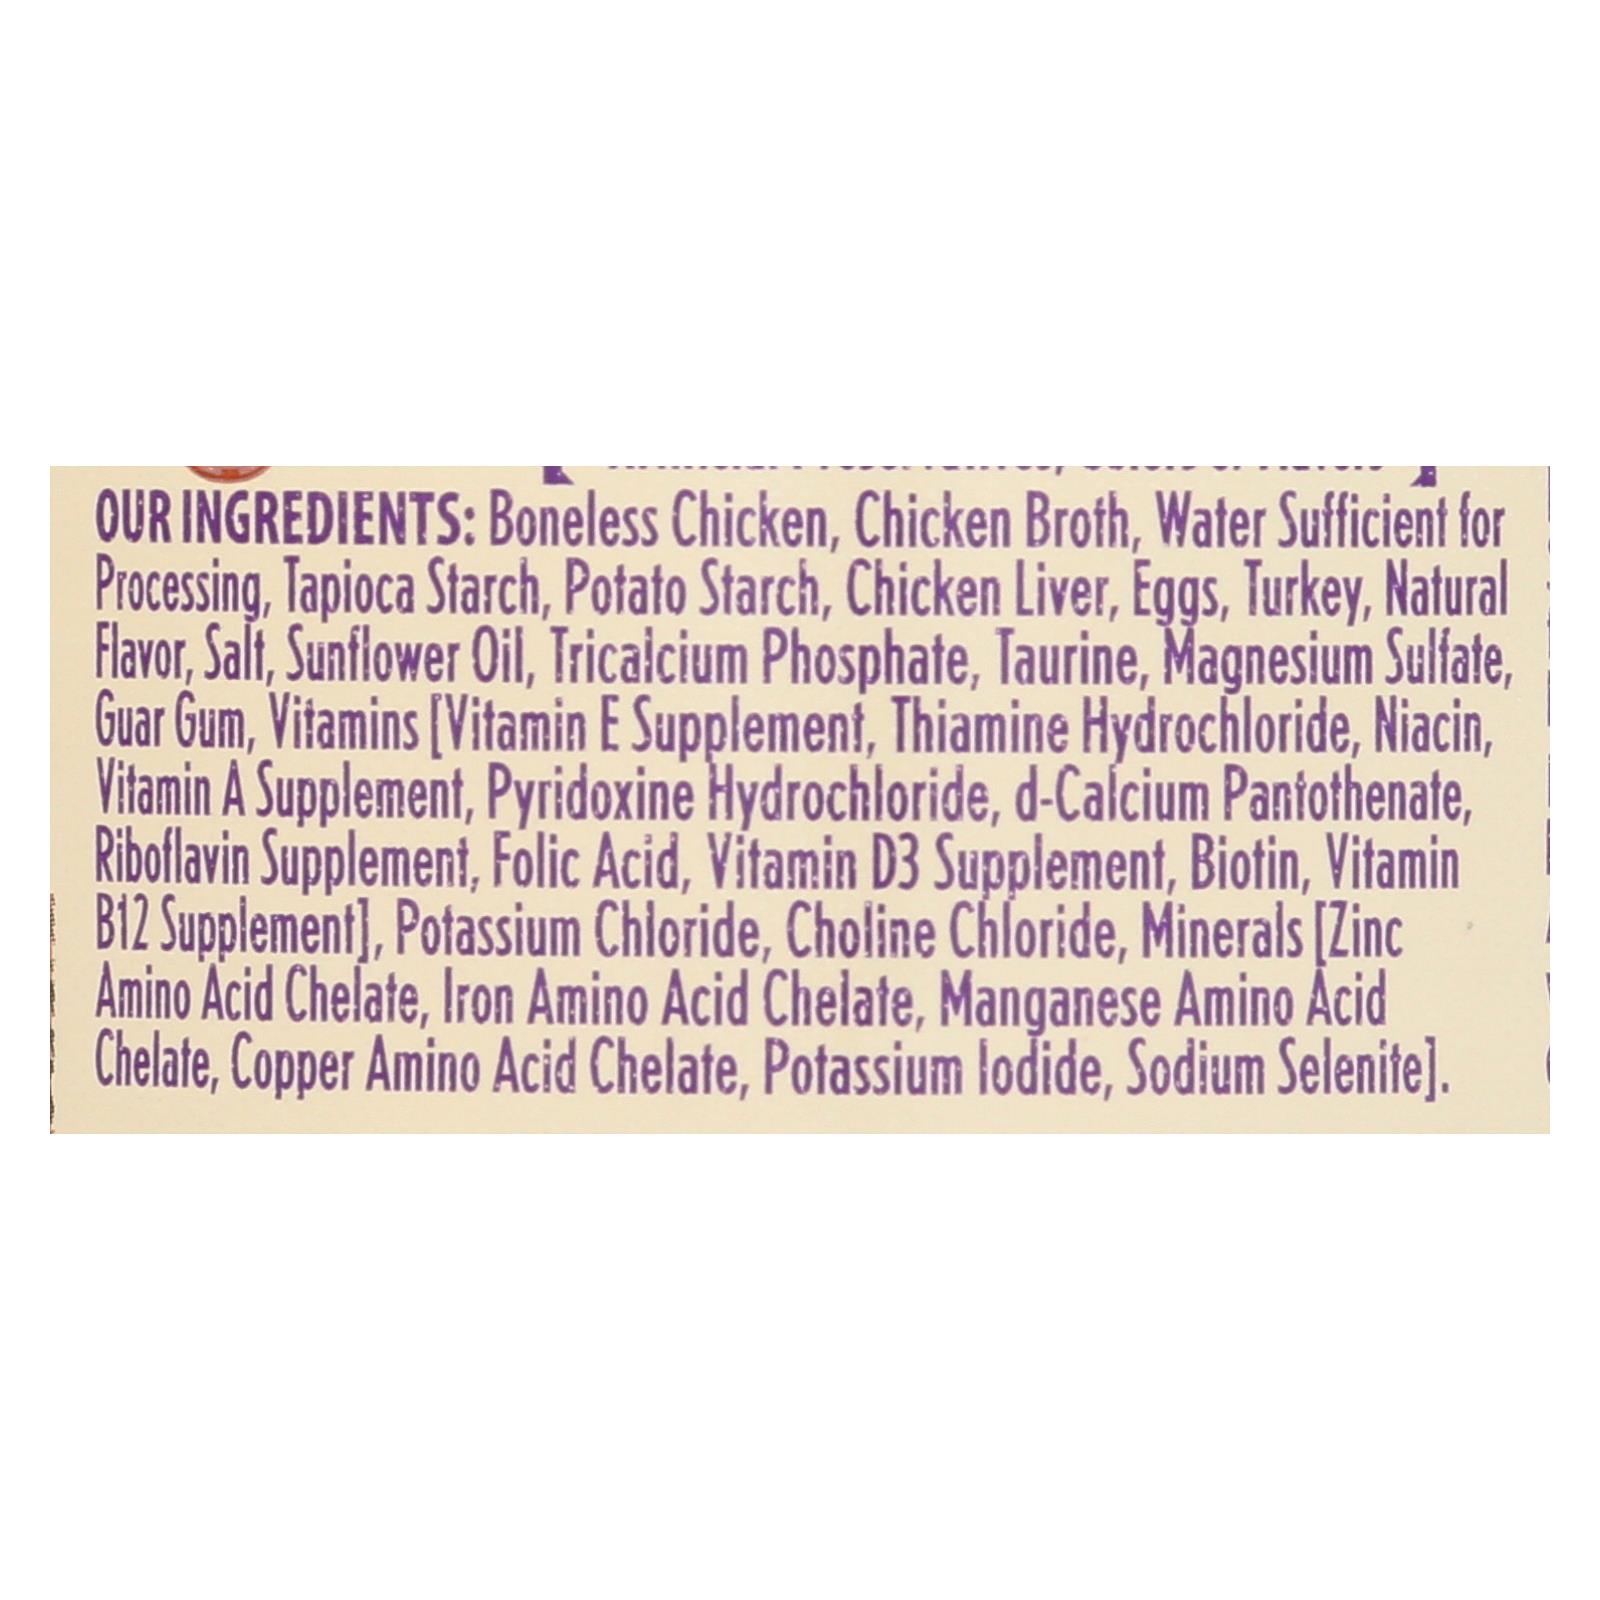 OUR INGREDIENTS: Boneless Chicken, Chicken Broth, Water Sufficient for
Processing, Tapioca Starch, Potato Starch, Chicken Liver, Eggs, Turkey, Natural
Flavor, Salt, Sunflower Oil, Tricalcium Phosphate, Taurine, Magnesium Sulfate,
Guar Gum, Vitamins [Vitamin E Supplement, Thiamine Hydrochloride, Niacin,
Vitamin A Supplement, Pyridoxine Hydrochloride, d-Calcium Pantothenate,
Riboflavin Supplement, Folic Acid, Vitamin D3 Supplement, Biotin, Vitamin
B12 Supplement], Potassium Chloride, Choline Chloride, Minerals [Zinc
Amino Acid Chelate, Iron Amino Acid Chelate, Manganese Amino Acid
Chelate, Copper Amino Acid Chelate, Potassium Iodide, Sodium Selenite].